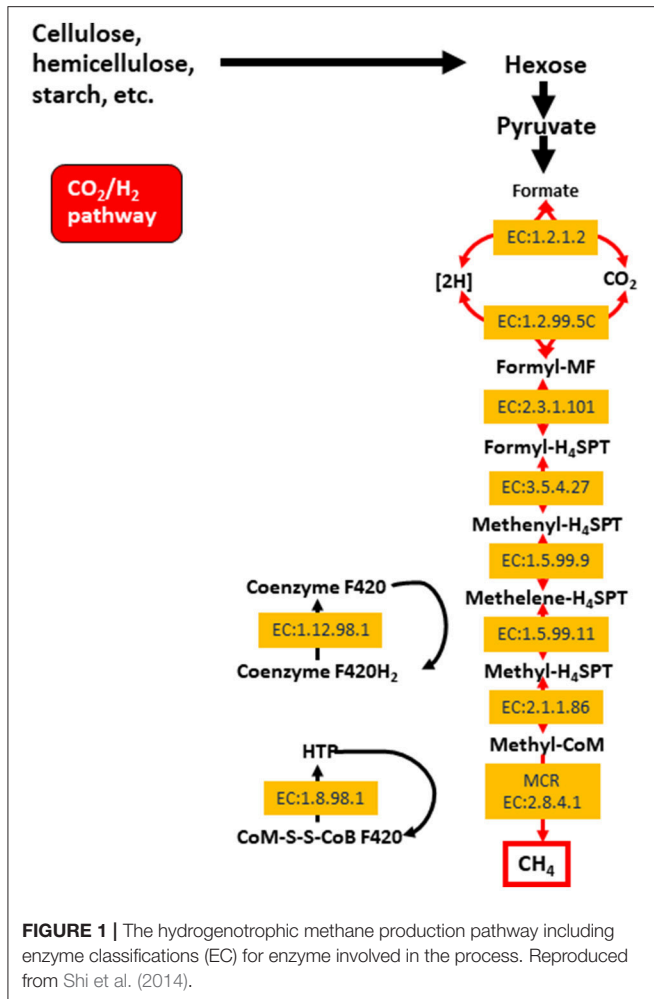 Cellulose,
hemicellulose,
starch, etc.
Hexose
Pyruvate
CO₂/H₂
pathway
Formate
EC:1.2.1.2
[2H]
CO₂
EC:1.2.99.5C
Formyl-MF
EC:2.3.1.101
Formyl-H₄SPT
EC:3.5.4.27
Methenyl-H₄SPT
EC:1.5.99.9
Methelene-H₄SPT
EC:1.5.99.11
Methyl-H₄SPT
EC:2.1.1.86
Methyl-CoM
MCR
EC:2.8.4.1
CH₄
Coenzyme F420
EC:1.12.98.1
Coenzyme F420H₂
HTP
EC:1.8.98.1
CoM-S-S-CoB F420
FIGURE 1 | The hydrogenotrophic methane production pathway including
enzyme classifications (EC) for enzyme involved in the process. Reproduced
from Shi et al. (2014).